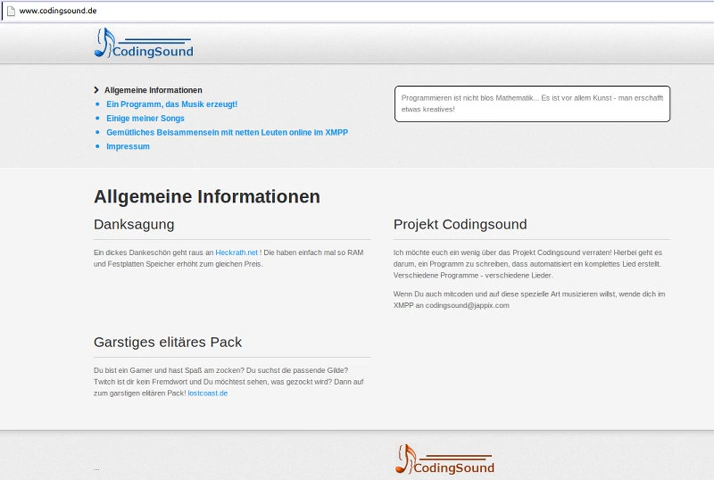 www.codingsound.de
CodingSound
Allgemeine Informationen
Ein Programm, das Musik erzeugt!
Einige meiner Songs
Gemütliches Beisammensein mit netten Leuten online im XMPP
Impressum
Programmieren ist nicht blos Mathematik... Es ist vor allem Kunst - man erschafft
etwas kreatives!
Allgemeine Informationen
Danksagung
Ein dickes Dankeschön geht raus an Heckrath.net ! Die haben einfach mal so RAM
und Festplatten Speicher erhöht zum gleichen Preis.
Projekt Codingsound
Ich möchte euch ein wenig über das Projekt Codingsound verraten! Hierbei geht es
darum, ein Programm zu schreiben, dass automatisiert ein komplettes Lied erstellt.
Verschiedene Programme - verschiedene Lieder.
Wenn Du auch mitcoden und auf diese spezielle Art musizieren willst, wende dich im
XMPP an codingsound@jappix.com
Garstiges elitäres Pack
Du bist ein Gamer und hast Spaß am zocken? Du suchst die passende Gilde?
Twitch ist dir kein Fremdwort und Du möchtest sehen, was gezockt wird? Dann auf
zum garstigen elitären Pack! lostcoast.de
...
CodingSound